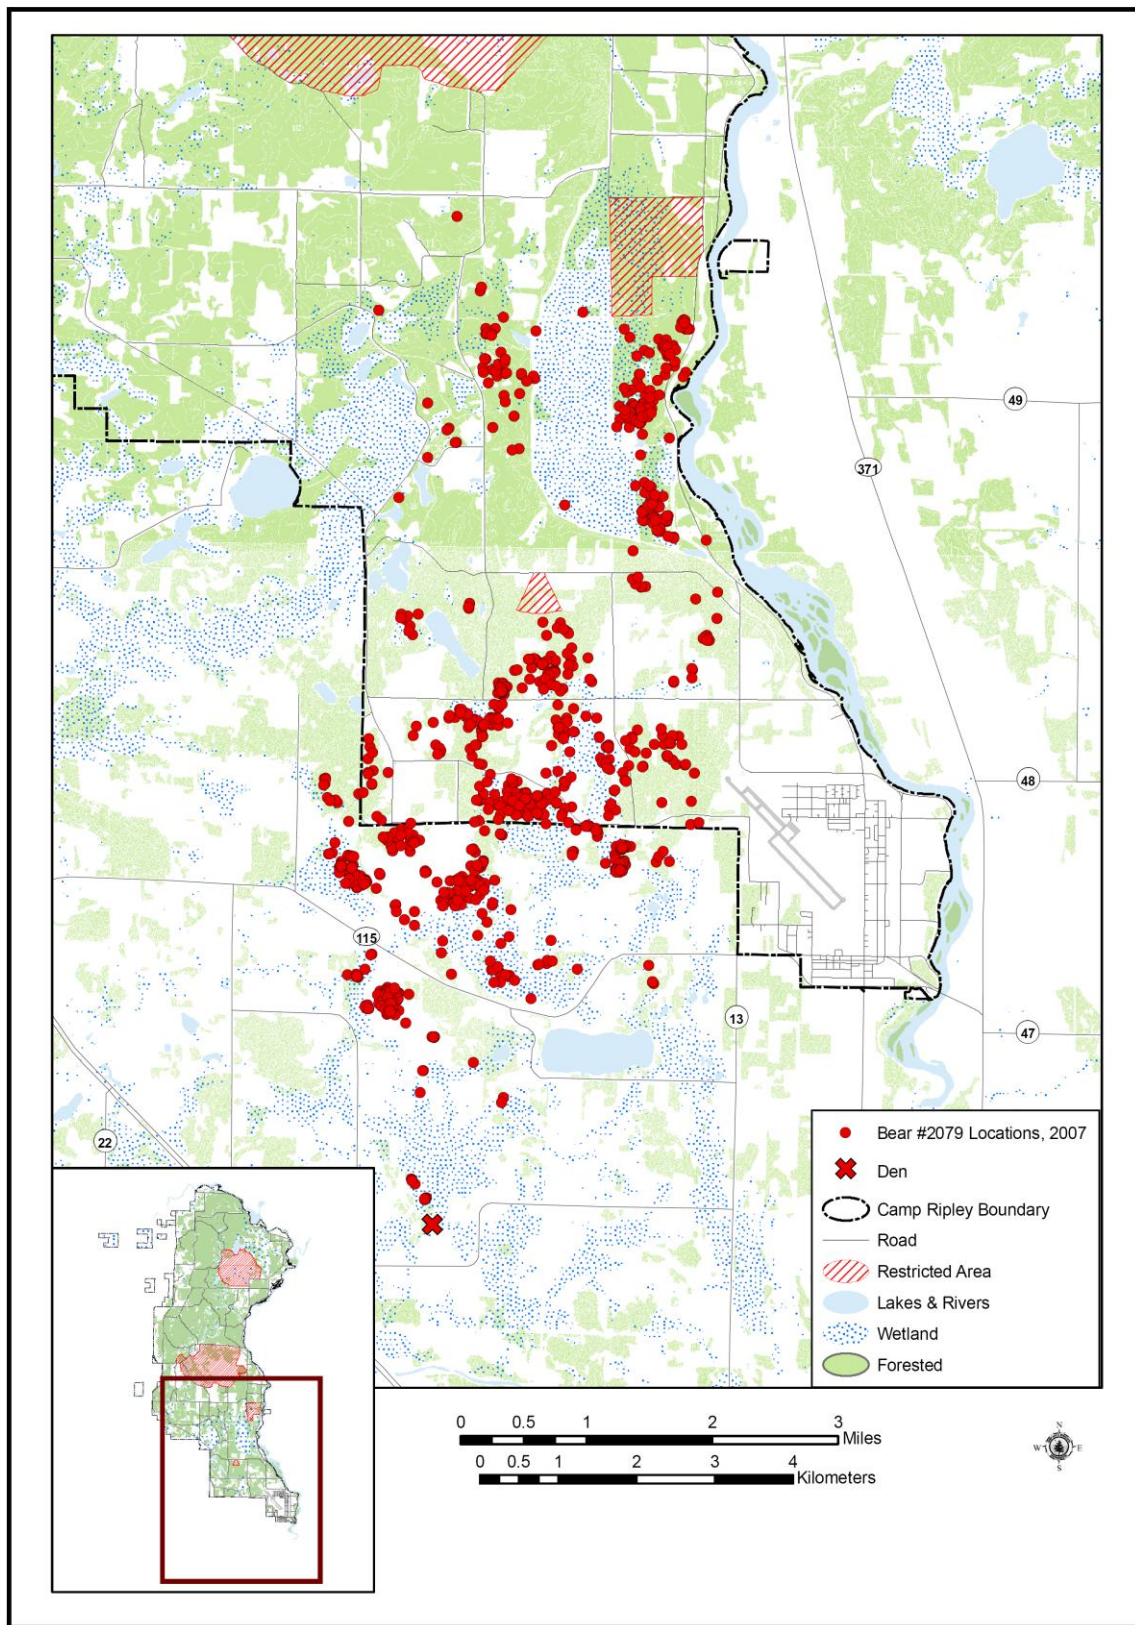 49
371
48
115
13
47
22
Bear #2079 Locations, 2007
Den
Camp Ripley Boundary
Road
Restricted Area
Lakes & Rivers
Wetland
Forested
0 0.5 1 2 3
Miles
0 0.5 1 2 3 4
Kilometers
N
W E
S